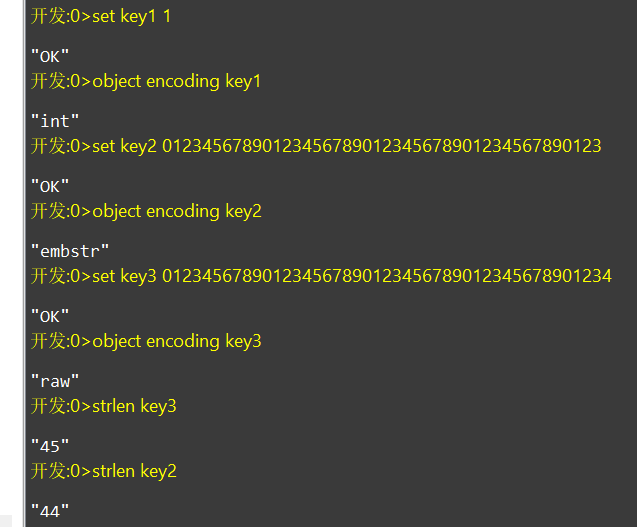 开发:0>set key1 1
"OK"
开发:0>object encoding key1
"int"
开发:0>set key2 01234567890123456789012345678901234567890123
"OK"
开发:0>object encoding key2
"embstr"
开发:0>set key3 012345678901234567890123456789012345678901234
"OK"
开发:0>object encoding key3
"raw"
开发:0>strlen key3
"45"
开发:0>strlen key2
"44"